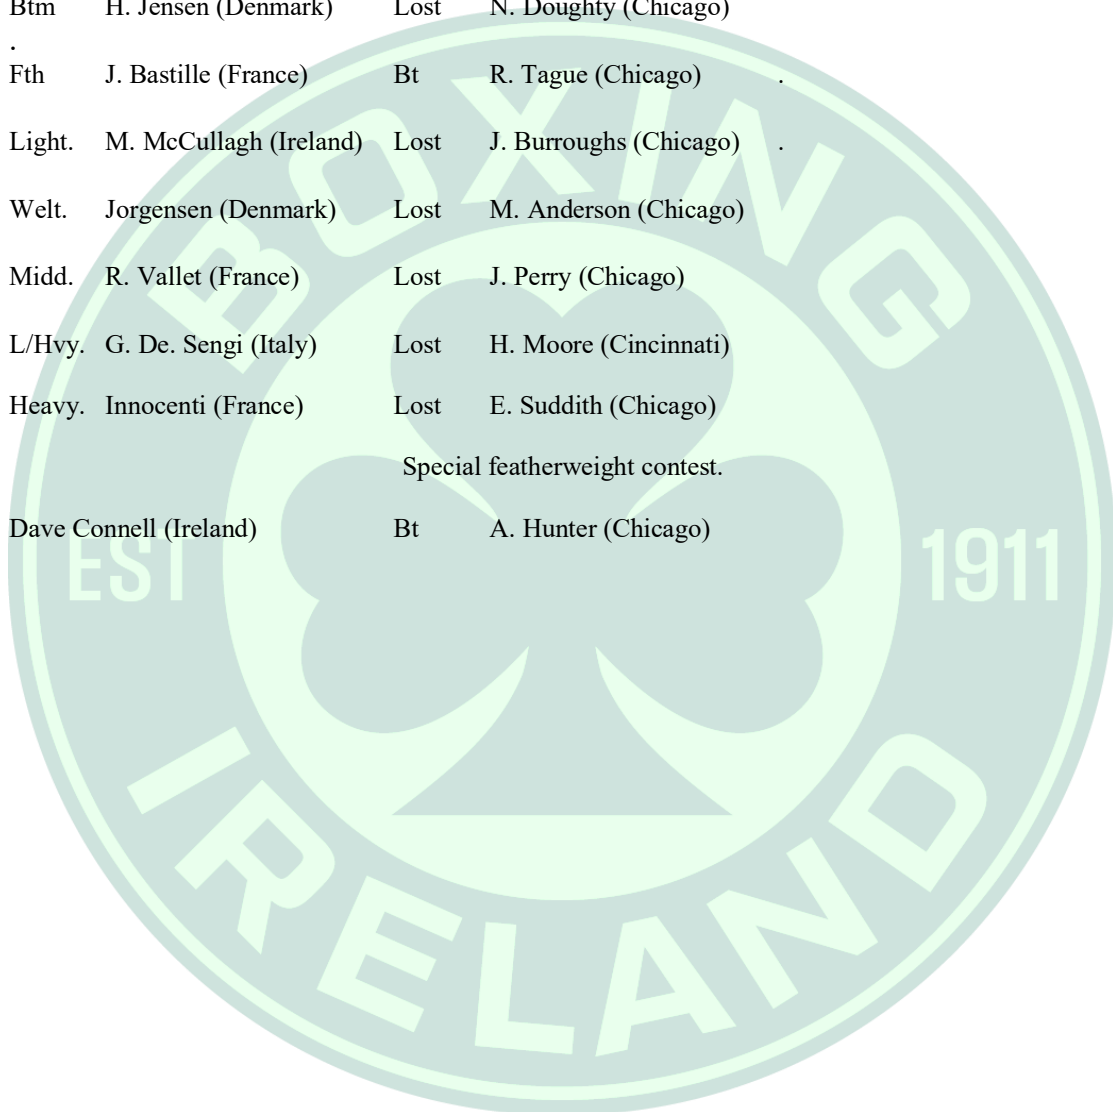 Btm H. Jensen (Denmark) Lost N. Doughty (Chicago)
.
Fth J. Bastille (France) Bt R. Tague (Chicago) .
Light. M. McCullagh (Ireland) Lost J. Burroughs (Chicago) .
Welt. Jorgensen (Denmark) Lost M. Anderson (Chicago)
Midd. R. Vallet (France) Lost J. Perry (Chicago)
L/Hvy. G. De. Sengi (Italy) Lost H. Moore (Cincinnati)
Heavy. Innocenti (France) Lost E. Suddith (Chicago)
Special featherweight contest.
Dave Connell (Ireland) Bt A. Hunter (Chicago)
BOXING
EST 1911
IRELAND